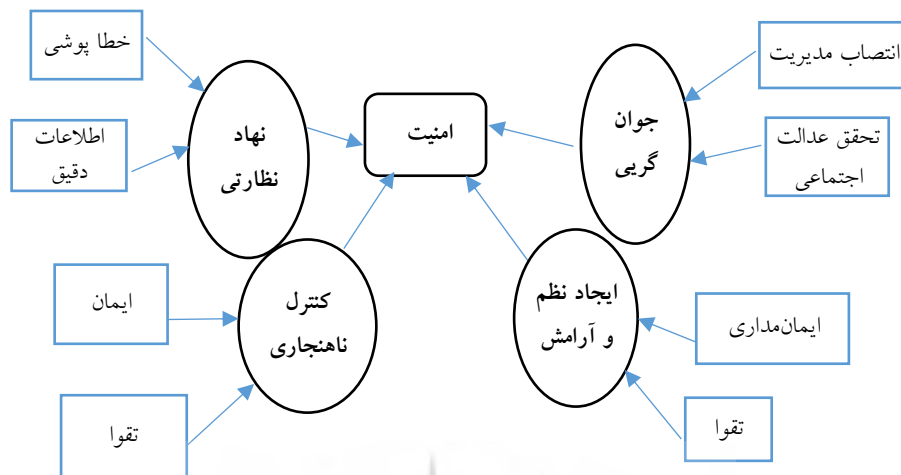 انتصاب مدیریت
خطا پوشی
جوان
گریی
امنیت
نهاد
نظارتی
تحقق عدالت
اجتماعی
اطلاعات
دقیق
ایجاد نظم
و آرامش
کنترل
ناهنجاری
ایمان‌مداری
ایمان
تقوا
تقوا